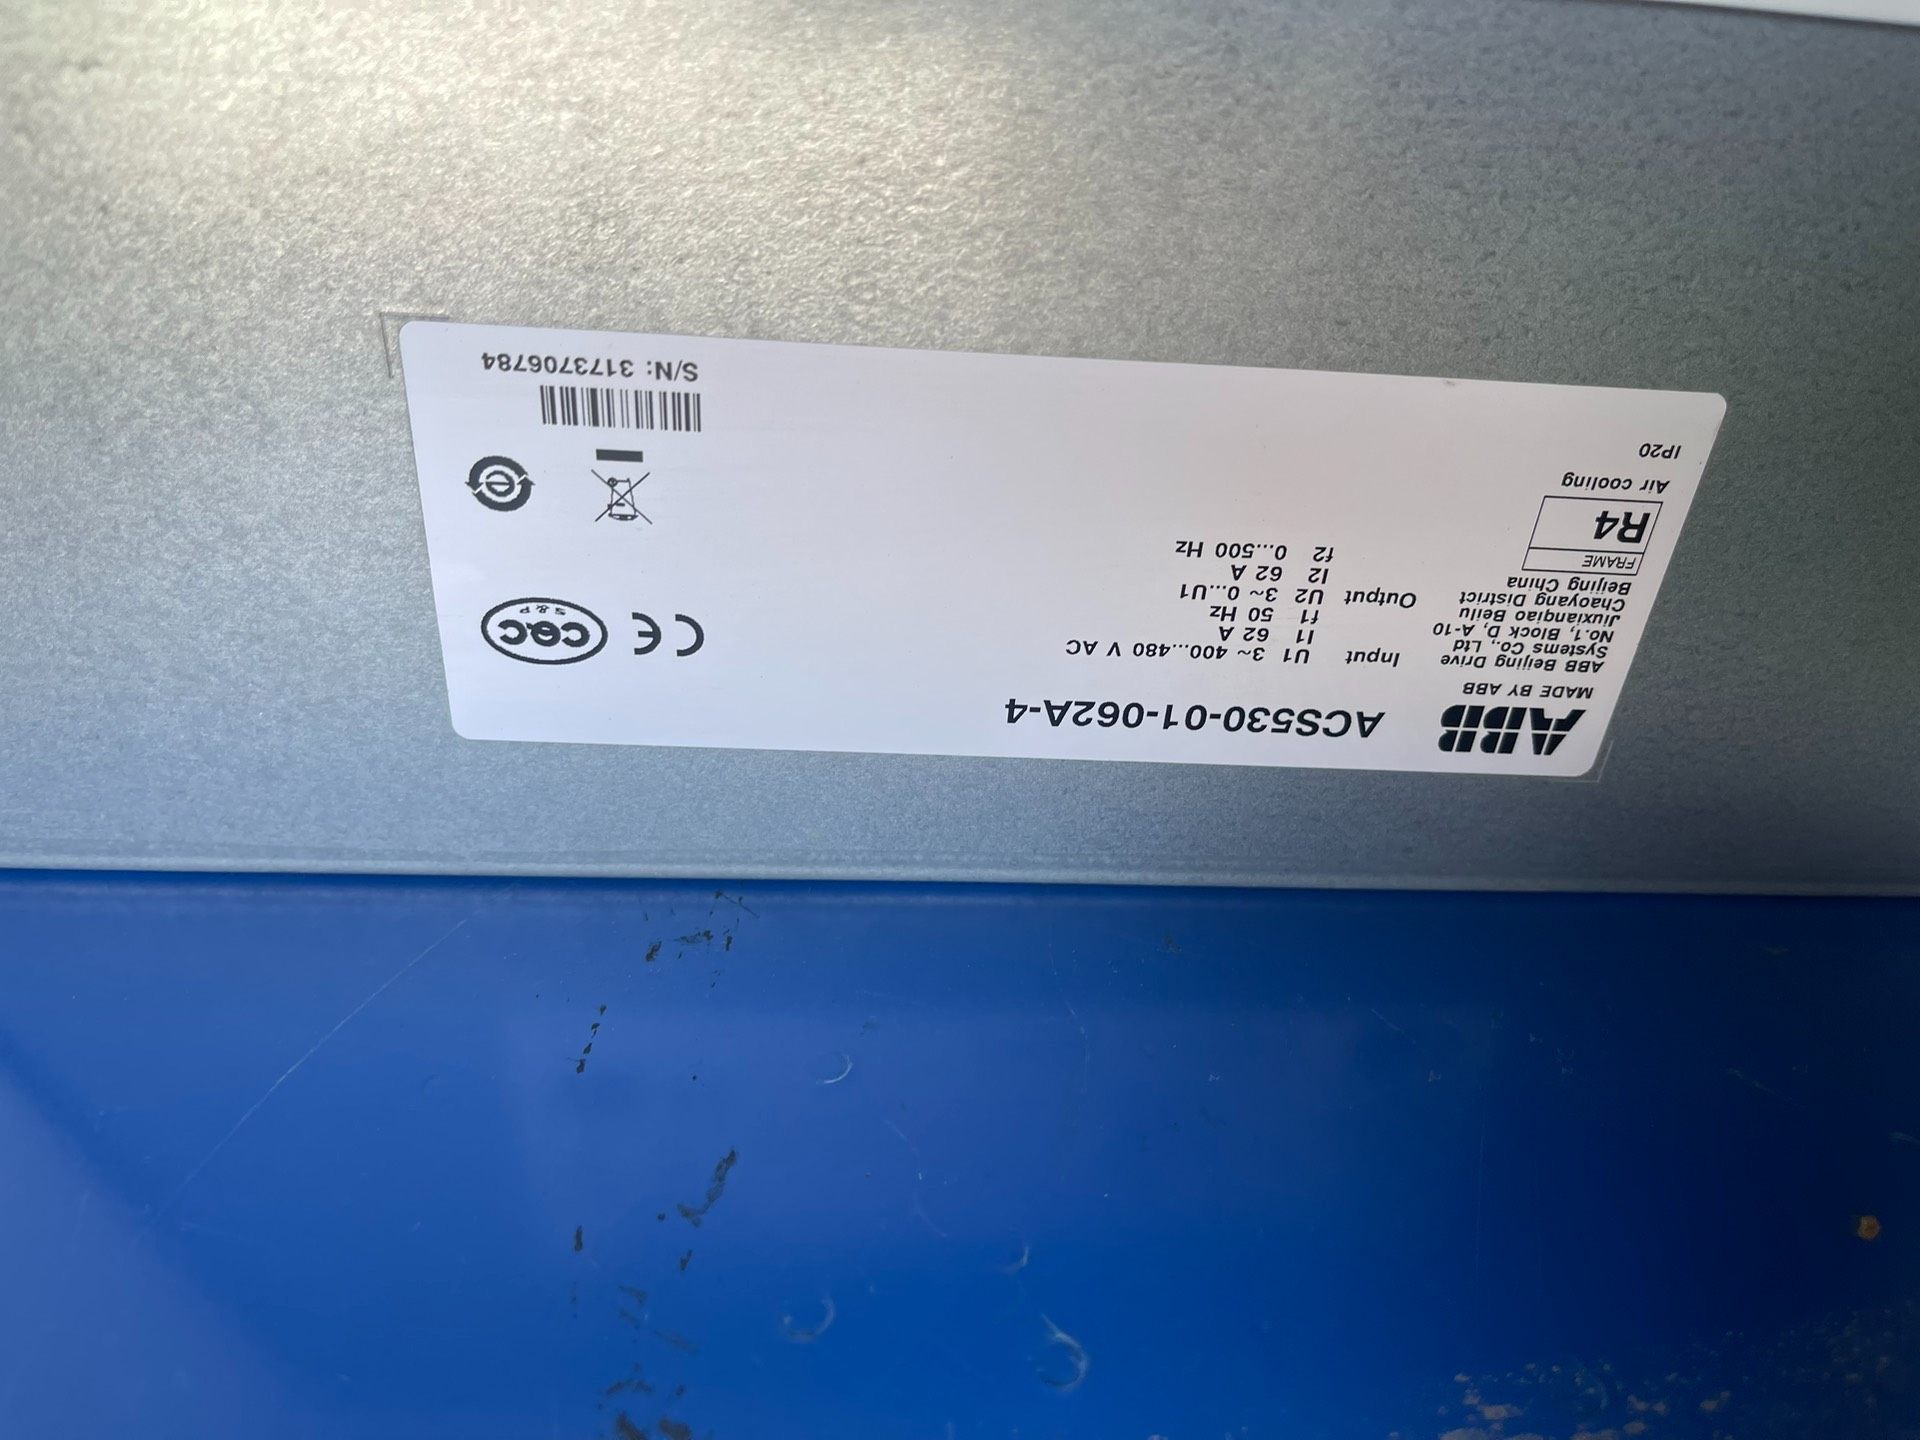 ABB
MADE BY ABB
ABB Beijing Drive
Systems Co., Ltd
No.1, Block D, A-10
Jiuxianqiao Beilu
Chaoyang District
Beijing China
FRAME
R4
Air cooling
IP20
ACS530-01-062A-4
Input U1 3~ 400...480 V AC
I1 62 A
f1 50 Hz
Output U2 3~ 0...U1
I2 62 A
f2 0...500 Hz
CE
CQC
S&P
e
S/N: 3173706784